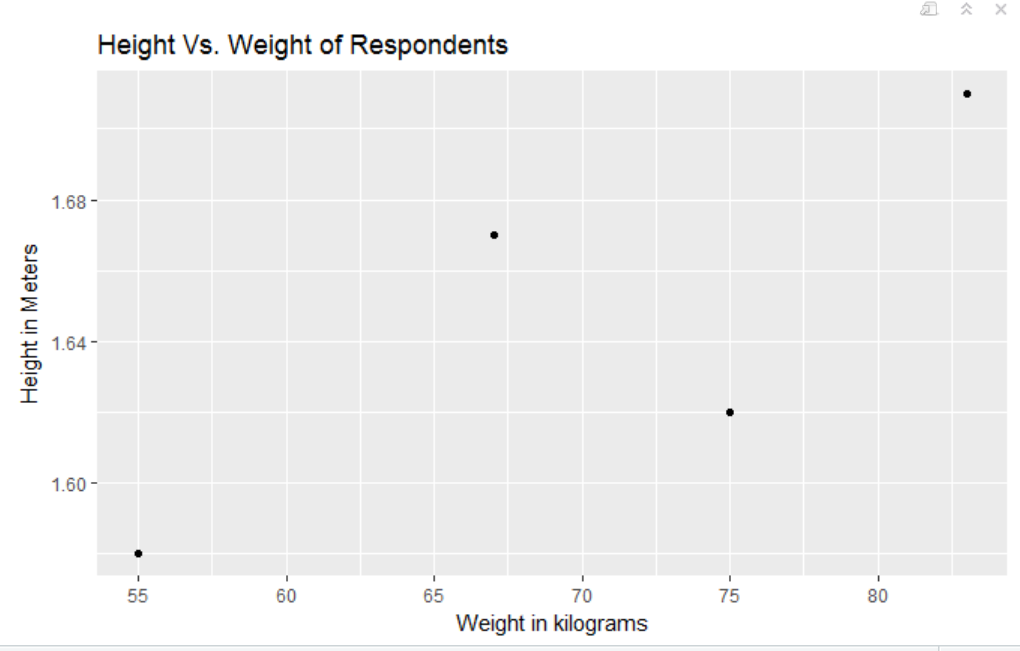 Height Vs. Weight of Respondents
Height in Meters
1.68
1.64
1.60
55 60 65 70 75 80
Weight in kilograms